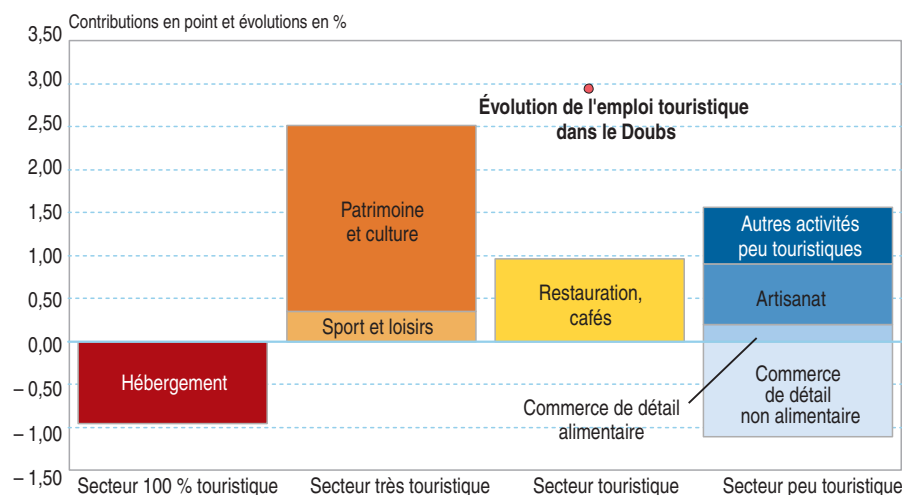 Contributions en point et évolutions en %
3,50
3,00
2,50
2,00
1,50
1,00
0,50
0,00
– 0,50
– 1,00
– 1,50
Évolution de l'emploi touristique
dans le Doubs
Patrimoine
et culture
Sport et loisirs
Hébergement
Restauration,
cafés
Autres activités
peu touristiques
Artisanat
Commerce de détail
alimentaire
Commerce
de détail
non alimentaire
Secteur 100 % touristique
Secteur très touristique
Secteur touristique
Secteur peu touristique